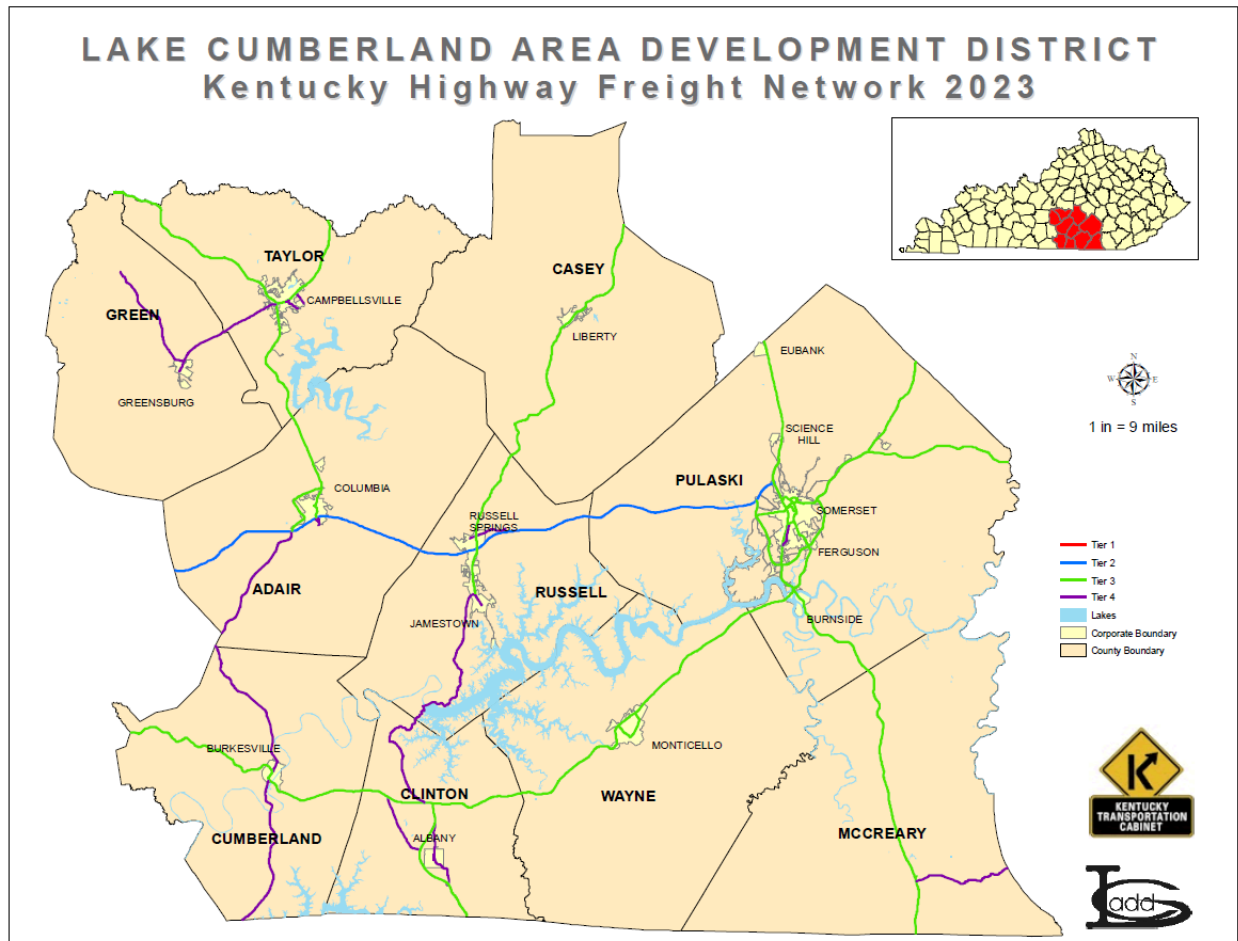 LAKE CUMBERLAND AREA DEVELOPMENT DISTRICT
Kentucky Highway Freight Network 2023
TAYLOR
CASEY
CAMPBELLSVILLE
GREEN
LIBERTY
EUBANK
GREENSBURG
N
W
E
S
1 in = 9 miles
SCIENCE
HILL
PULASKI
COLUMBIA
RUSSELL
SPRINGS
SOMERSET
FERGUSON
ADAIR
RUSSELL
JAMESTOWN
BURNSIDE
Tier 1
Tier 2
Tier 3
Tier 4
Lakes
Corporate Boundary
County Boundary
BURKESVILLE
MONTICELLO
CLINTON
WAYNE
CUMBERLAND
ALBANY
MCCREARY
K
KENTUCKY
TRANSPORTATION
CABINET
LC
add